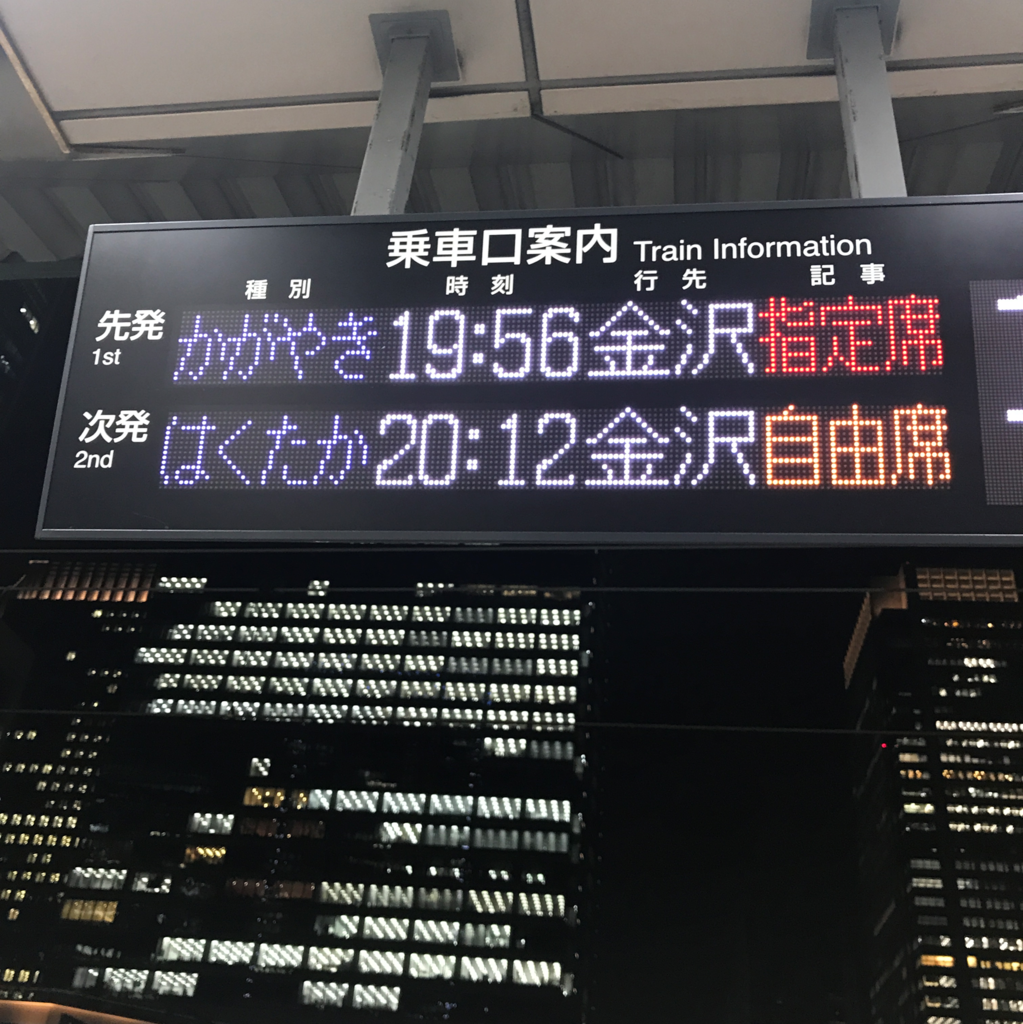 乗車口案内 Train Information
種別 時刻 行先 記事
先発 かがやき 19:56 金沢 指定席
1st
次発 はくたか 20:12 金沢 自由席
2nd